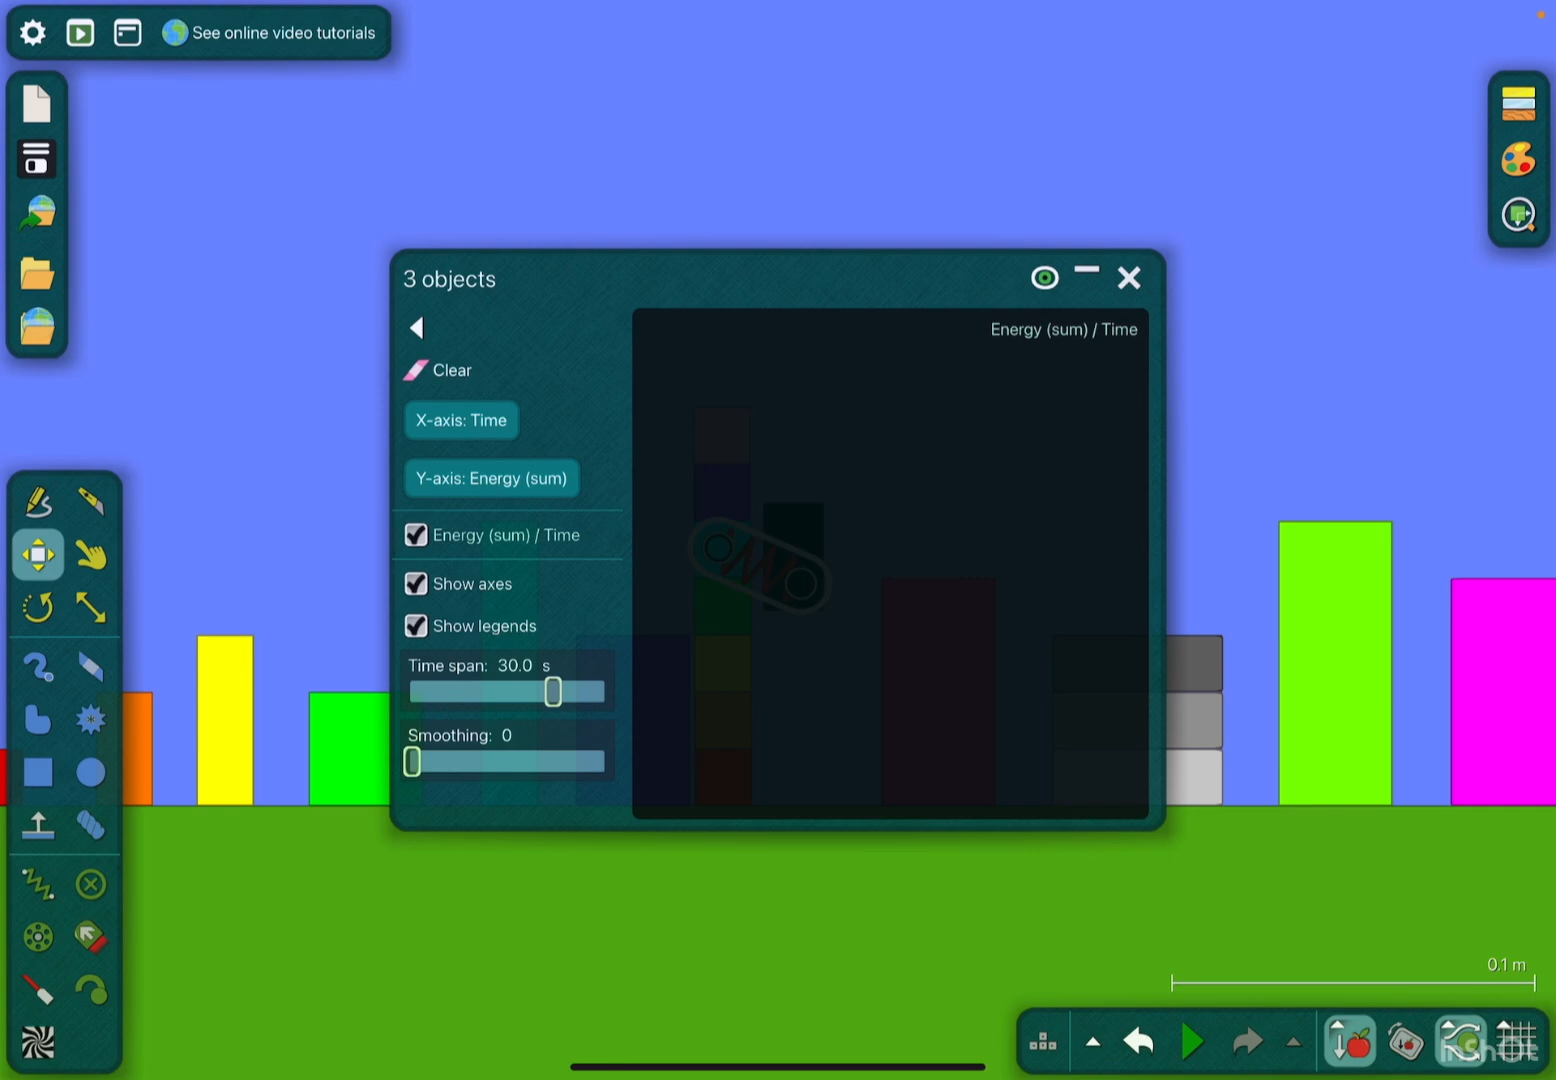 See online video tutorials
3 objects
Energy (sum) / Time
Clear
X-axis: Time
Y-axis: Energy (sum)
Energy (sum) / Time
Show axes
Show legends
Time span: 30.0 s
Smoothing: 0
0.1 m
InShOt